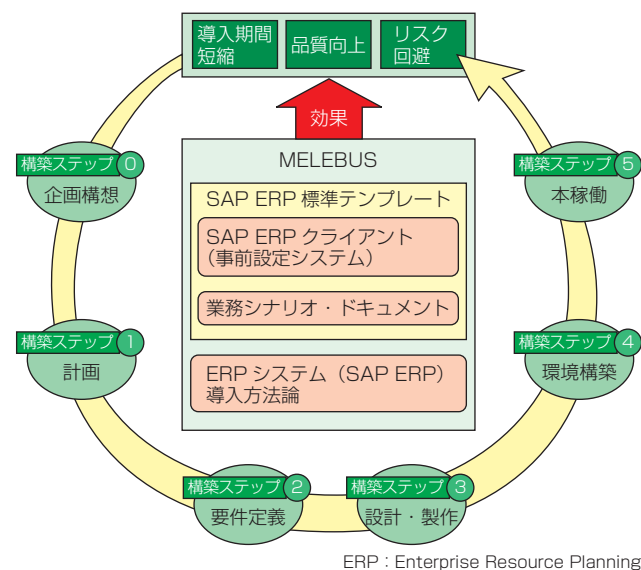 導入期間
短縮
品質向上
リスク
回避
効果
MELEBUS
SAP ERP 標準テンプレート
SAP ERP クライアント
（事前設定システム）
業務シナリオ・ドキュメント
ERP システム（SAP ERP）
導入方法論
構築ステップ 0
企画構想
構築ステップ 1
計画
構築ステップ 2
要件定義
構築ステップ 3
設計・製作
構築ステップ 4
環境構築
構築ステップ 5
本稼働
ERP：Enterprise Resource Planning